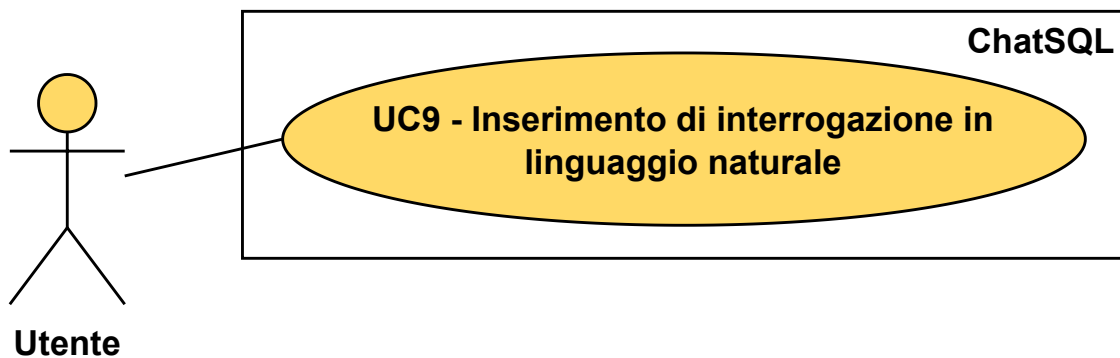 ChatSQL
UC9 - Inserimento di interrogazione in
linguaggio naturale
Utente